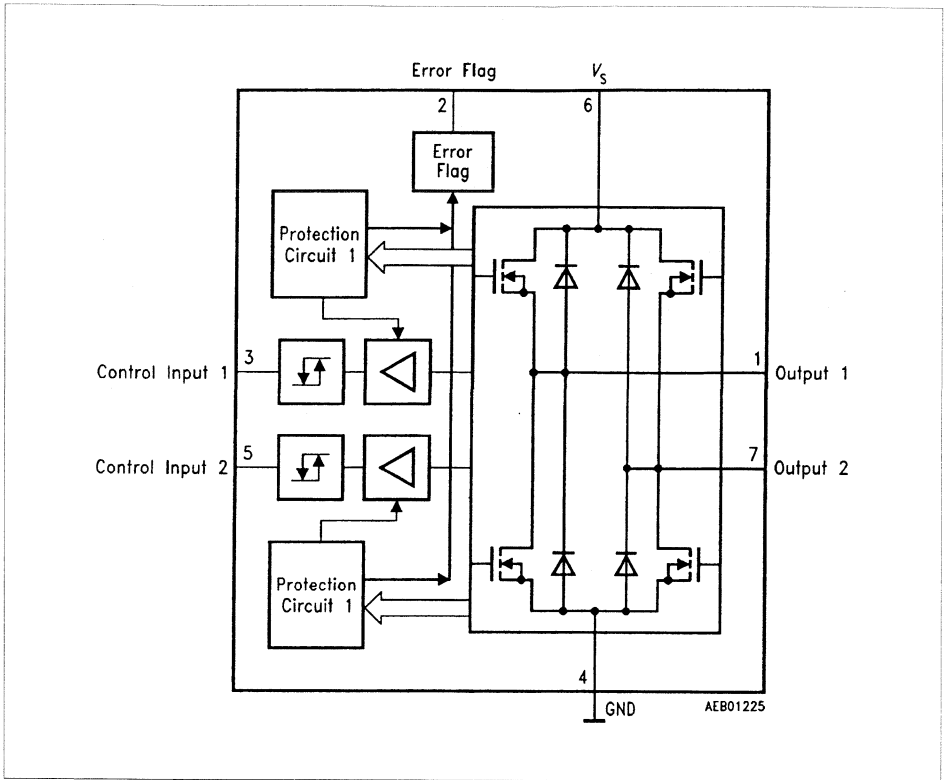 Error Flag
V_S
2
6
Error
Flag
Protection
Circuit 1
Control Input 1
3
1
Output 1
Control Input 2
5
7
Output 2
Protection
Circuit 1
4
GND
AEB01225